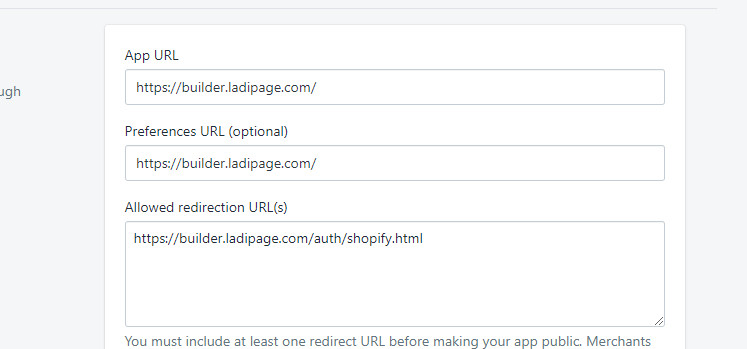 App URL
https://builder.ladipage.com/
ugh
Preferences URL (optional)
https://builder.ladipage.com/
Allowed redirection URL(s)
https://builder.ladipage.com/auth/shopify.html
You must include at least one redirect URL before making your app public. Merchants